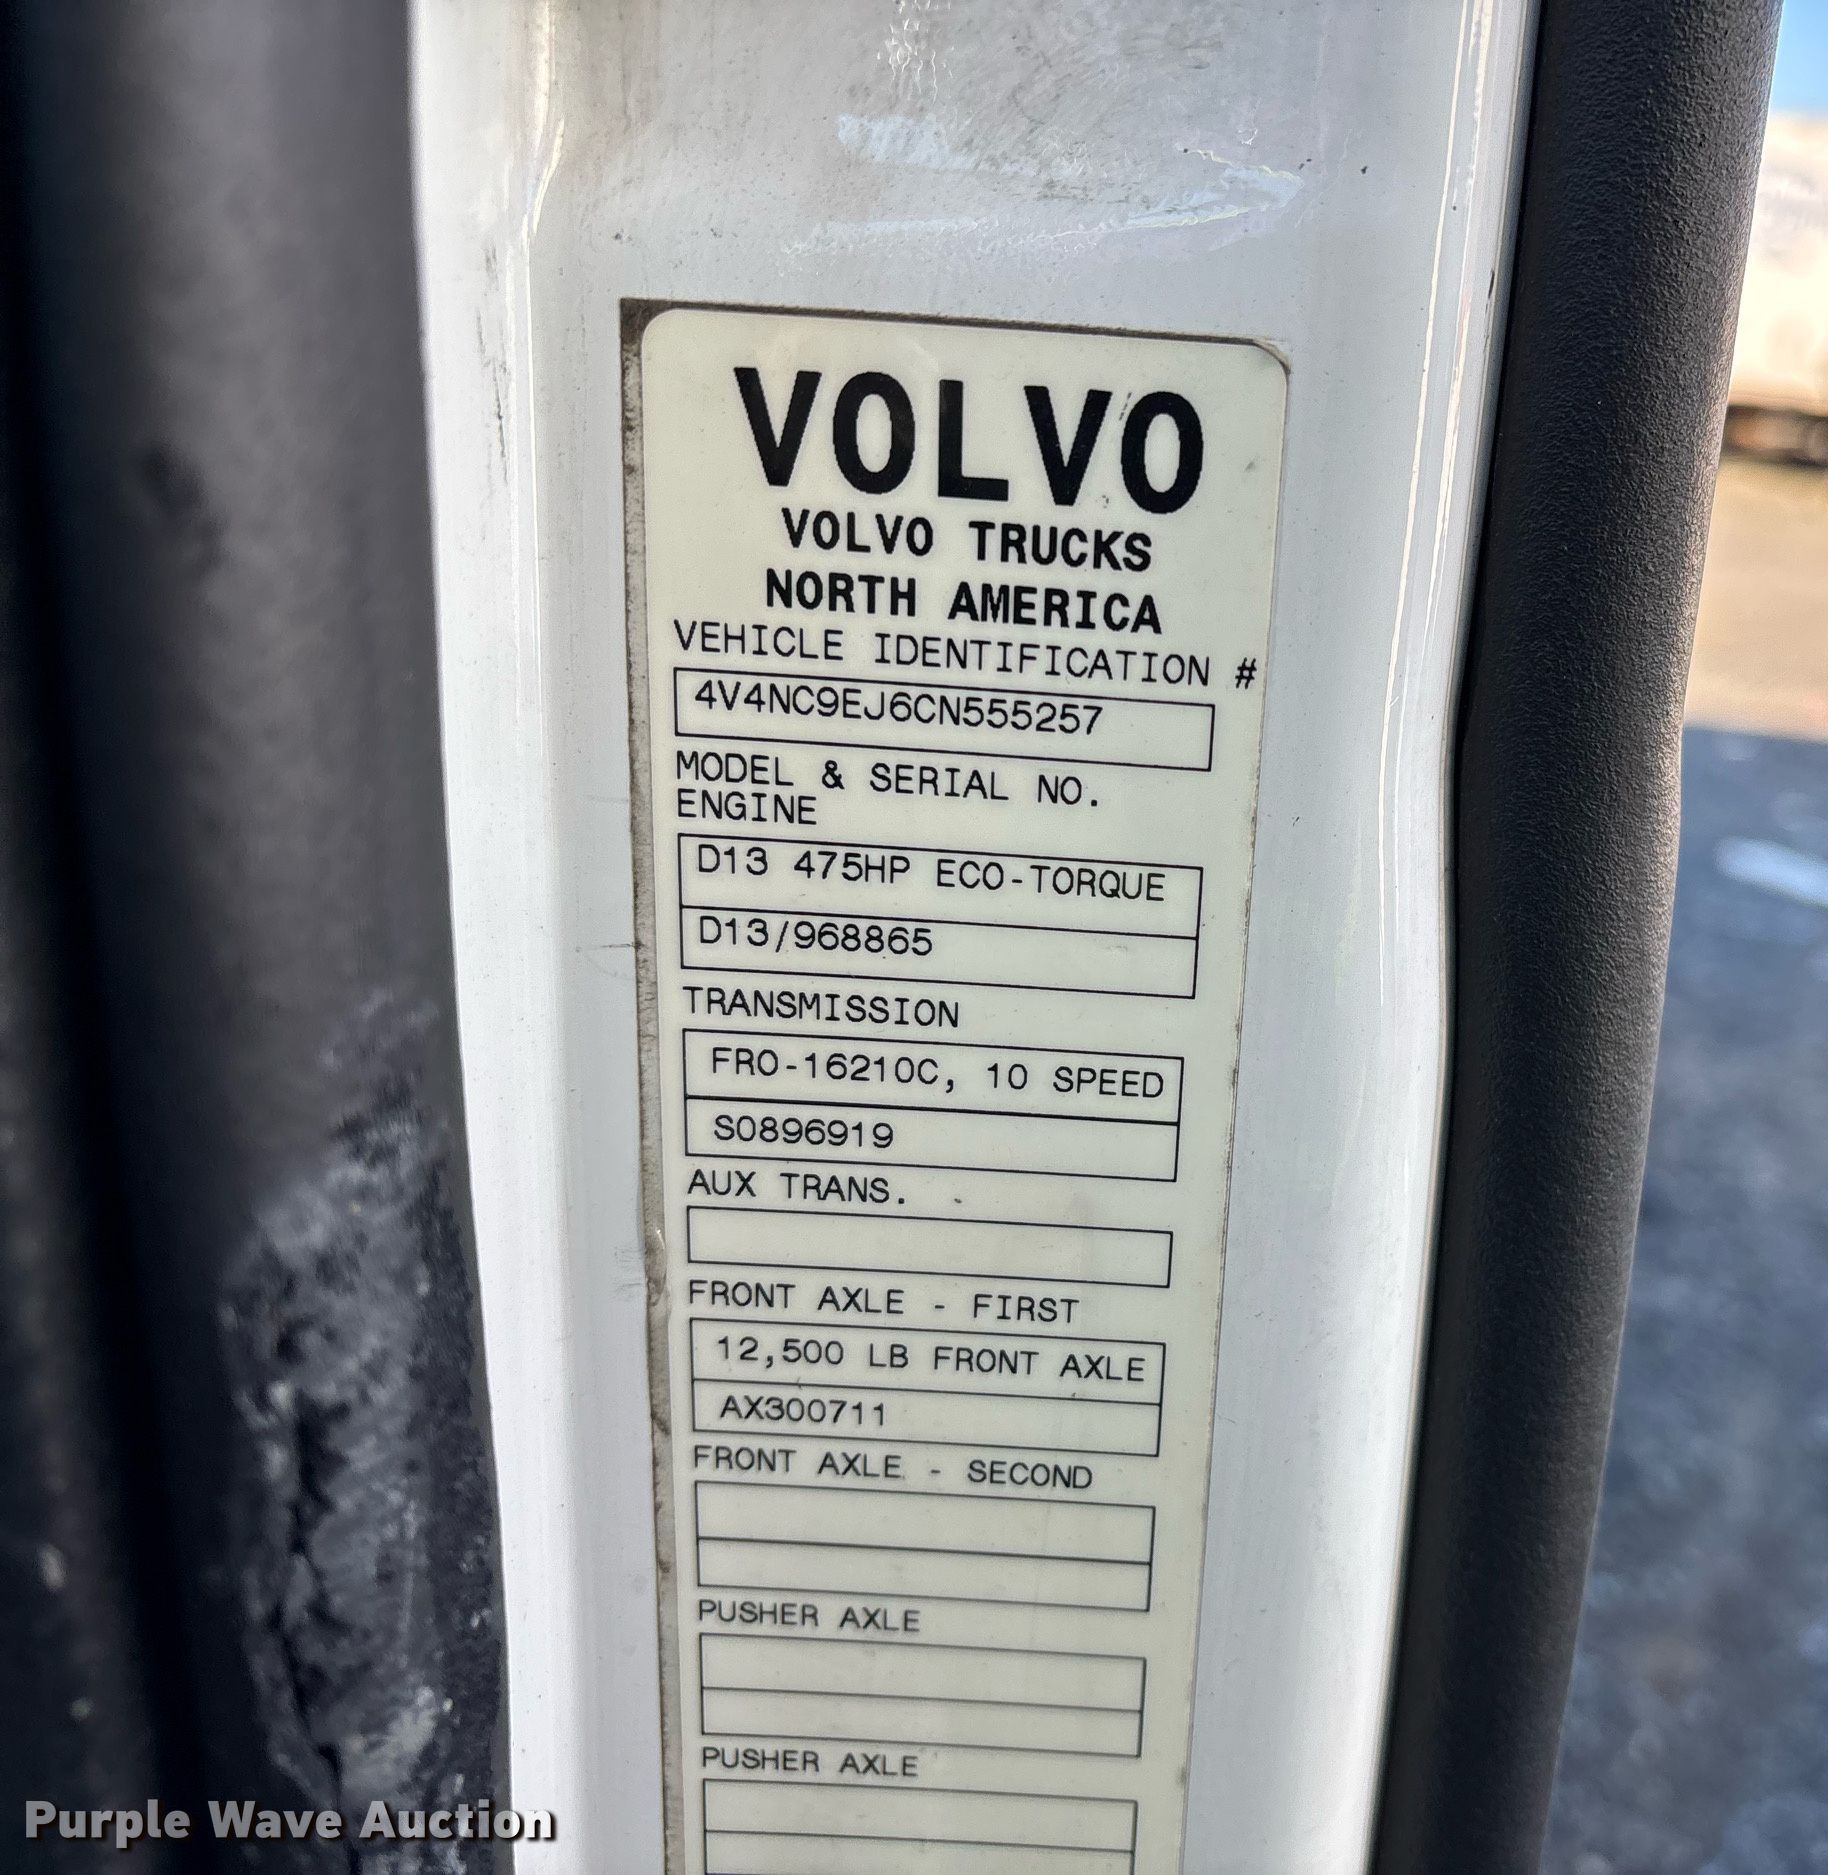 VOLVO
VOLVO TRUCKS
NORTH AMERICA
VEHICLE IDENTIFICATION #
4V4NC9EJ6CN555257
MODEL & SERIAL NO.
ENGINE
D13 475HP ECO-TORQUE
D13/968865
TRANSMISSION
FRO-16210C, 10 SPEED
S0896919
AUX TRANS.
FRONT AXLE - FIRST
12,500 LB FRONT AXLE
AX300711
FRONT AXLE - SECOND
PUSHER AXLE
PUSHER AXLE
Purple Wave Auction